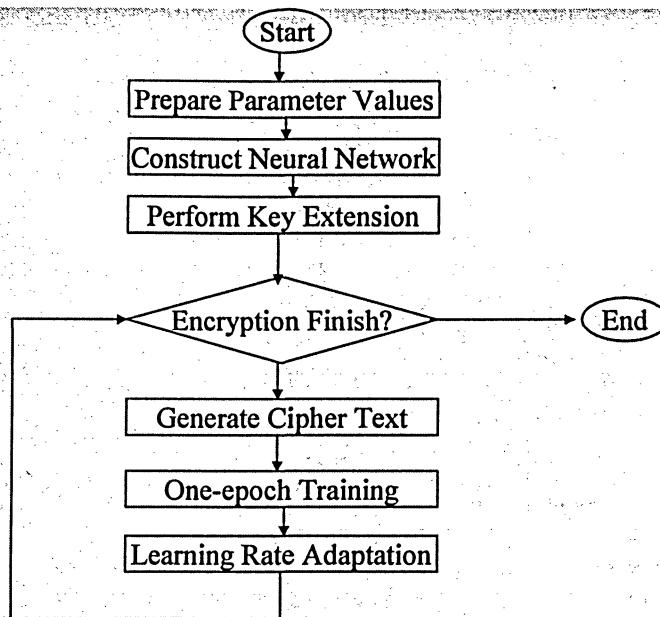 Start
Prepare Parameter Values
Construct Neural Network
Perform Key Extension
Encryption Finish?
End
Generate Cipher Text
One-epoch Training
Learning Rate Adaptation